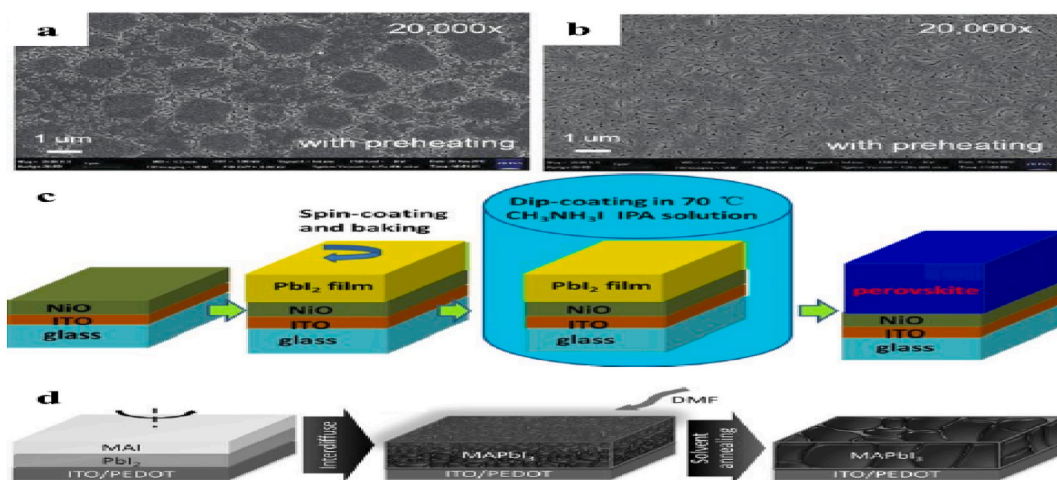 a
20,000x
1 um
with preheating
b
20,000x
1 um
with preheating
c
Spin-coating
and baking
Dip-coating in 70 ℃
CH₃NH₃I IPA solution
NiO
ITO
glass
PbI₂ film
NiO
ITO
glass
PbI₂ film
NiO
ITO
glass
perovskite
NiO
ITO
glass
d
MAI
PbI₂
ITO/PEDOT
Interdiffuse
DMF
MAPbI₃
ITO/PEDOT
Solvent
annealing
MAPbI₃
ITO/PEDOT